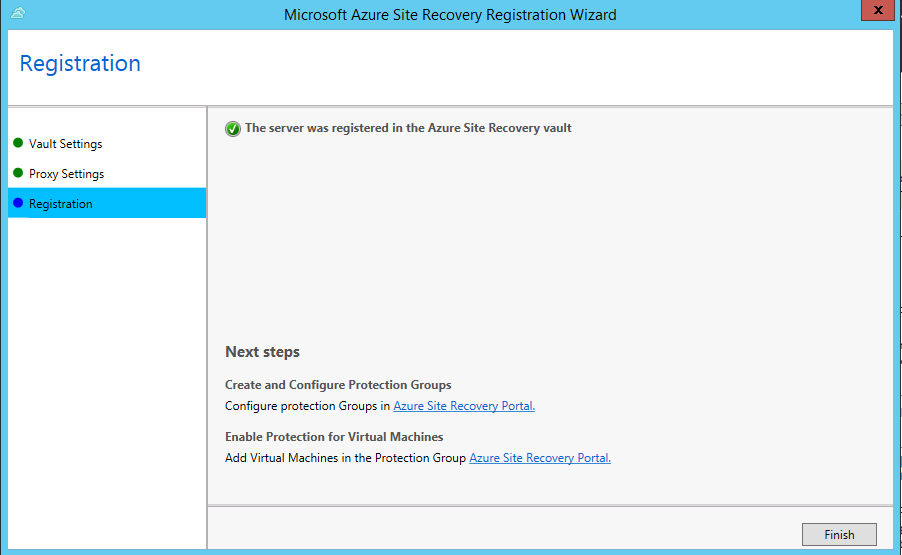 Microsoft Azure Site Recovery Registration Wizard
x
Registration
Vault Settings
Proxy Settings
Registration
The server was registered in the Azure Site Recovery vault
Next steps
Create and Configure Protection Groups
Configure protection Groups in Azure Site Recovery Portal.
Enable Protection for Virtual Machines
Add Virtual Machines in the Protection Group Azure Site Recovery Portal.
Finish